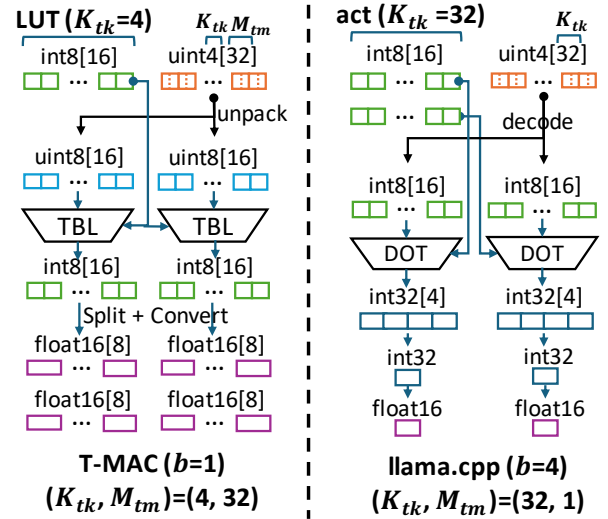 LUT (K_tk=4)
K_tk M_tm
int8[16] uint4[32]
... ...
unpack
uint8[16] uint8[16]
... ...
TBL TBL
int8[16] int8[16]
... ...
Split + Convert
float16[8] float16[8]
... ...
float16[8] float16[8]
... ...
T-MAC (b=1)
(K_tk, M_tm)=(4, 32)
act (K_tk=32)
K_tk
int8[16] uint4[32]
... ...
...
decode
int8[16] int8[16]
... ...
DOT DOT
int32[4] int32[4]
int32 int32
float16 float16
llama.cpp (b=4)
(K_tk, M_tm)=(32, 1)